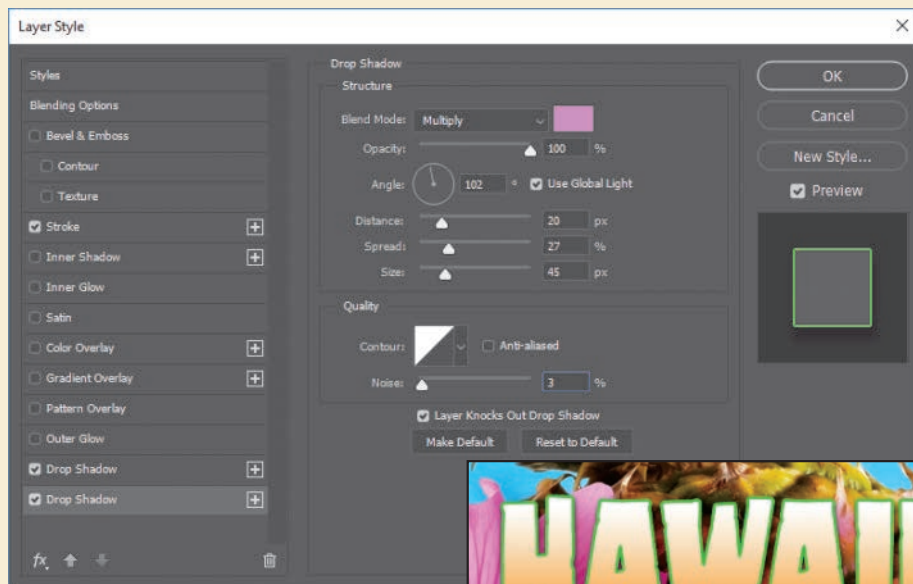 Layer Style
Styles
Blending Options
Bevel & Emboss
Contour
Texture
Stroke
Inner Shadow
Inner Glow
Satin
Color Overlay
Gradient Overlay
Pattern Overlay
Outer Glow
Drop Shadow
Drop Shadow
fx
Drop Shadow
Structure
Blend Mode: Multiply
Opacity: 100 %
Angle: 102 ° Use Global Light
Distance: 20 px
Spread: 27 %
Size: 45 px
Quality
Contour: Anti-aliased
Noise: 3 %
Layer Knocks Out Drop Shadow
Make Default Reset to Default
OK
Cancel
New Style...
Preview
HAWAII